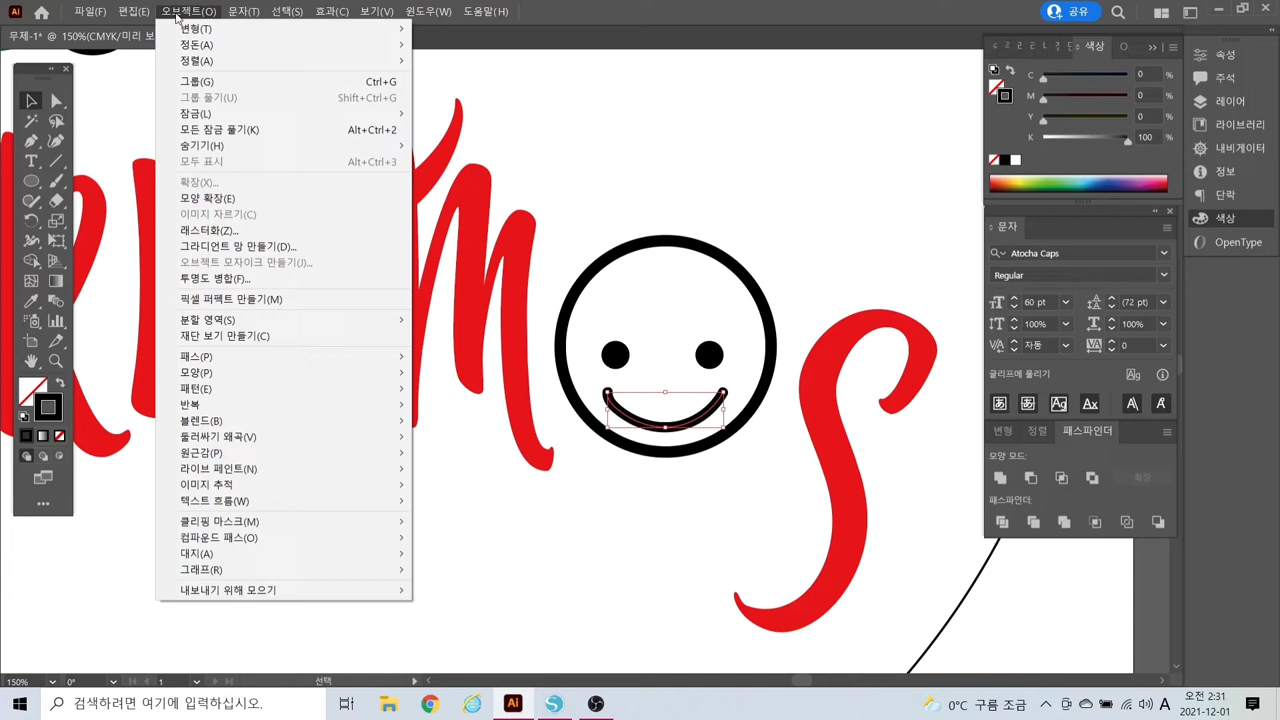 파일(F) 편집(E) 오브젝트(O) 문자(T) 선택(S) 효과(C) 보기(V) 윈도우(W) 도움말(H) 공유
무제-1* @ 150%(CMYK/미리 보
변형(T)
정돈(A)
정렬(A)
그룹(G) Ctrl+G
그룹 풀기(U) Shift+Ctrl+G
잠금(L)
모든 잠금 풀기(K) Alt+Ctrl+2
숨기기(H)
모두 표시 Alt+Ctrl+3
확장(X)...
모양 확장(E)
이미지 자르기(C)
래스터화(Z)...
그라디언트 망 만들기(D)...
오브젝트 모자이크 만들기(J)...
투명도 병합(F)...
픽셀 퍼펙트 만들기(M)
분할 영역(S)
재단 보기 만들기(C)
패스(P)
모양(P)
패턴(E)
반복
블렌드(B)
둘러싸기 왜곡(V)
원근감(P)
라이브 페인트(N)
이미지 추적
텍스트 흐름(W)
클리핑 마스크(M)
컴파운드 패스(O)
대지(A)
그래프(R)
내보내기 위해 모으기
색상
C 0 %
M 0 %
Y 0 %
K 100 %
문자
Atocha Caps
Regular
60 pt (72 pt)
100% 100%
자동 0
글리프에 물리기
변형 정렬 패스파인더
모양 모드:
확장
패스파인더:
속성
주석
레이어
라이브러리
내비게이터
정보
단락
색상
OpenType
150% 0° 1 선택
검색하려면 여기에 입력하십시오.
0°C 구름 조금
A
오전 2:31
2021-12-01